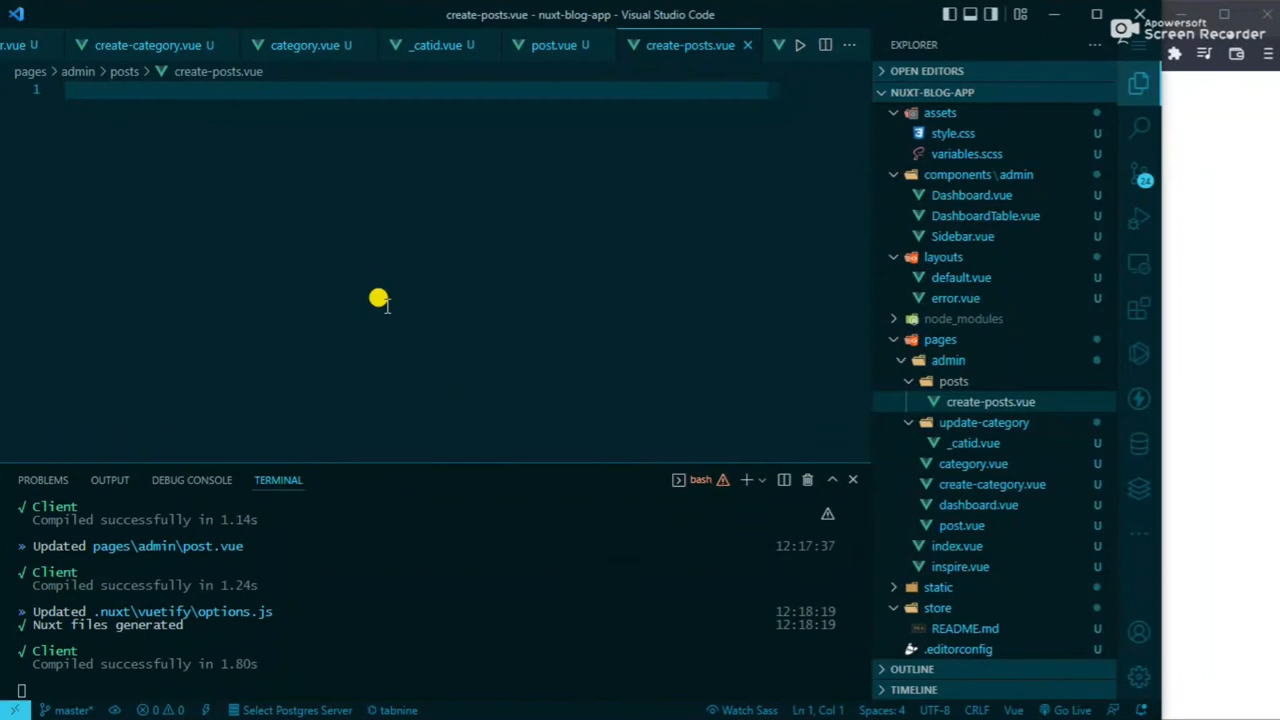 create-posts.vue - nuxt-blog-app - Visual Studio Code
Apowersoft
Screen Recorder
r.vue U
create-category.vue U
category.vue U
_catid.vue U
post.vue U
create-posts.vue
pages > admin > posts > create-posts.vue
1
EXPLORER
OPEN EDITORS
NUXT-BLOG-APP
assets
style.css U
variables.scss U
components\admin
Dashboard.vue U
DashboardTable.vue U
Sidebar.vue U
layouts
default.vue U
error.vue U
node_modules
pages
admin
posts
create-posts.vue U
update-category
_catid.vue U
category.vue U
create-category.vue U
dashboard.vue U
post.vue U
index.vue U
inspire.vue U
static
store
README.md U
.editorconfig U
OUTLINE
TIMELINE
24
PROBLEMS OUTPUT DEBUG CONSOLE TERMINAL
bash
√ Client
Compiled successfully in 1.14s
» Updated pages\admin\post.vue 12:17:37
√ Client
Compiled successfully in 1.24s
» Updated .nuxt\vuetify\options.js 12:18:19
√ Nuxt files generated 12:18:19
√ Client
Compiled successfully in 1.80s
master* 0 0 Select Postgres Server tabnine Watch Sass Ln 1, Col 1 Spaces: 4 UTF-8 CRLF Vue Go Live